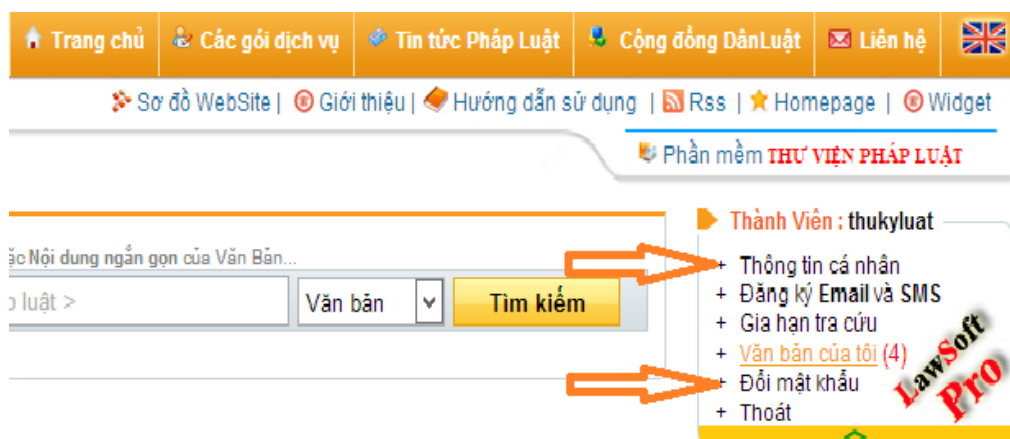 Trang chủ Các gói dịch vụ Tin tức Pháp Luật Cộng đồng DânLuật Liên hệ
Sơ đồ WebSite | Giới thiệu | Hướng dẫn sử dụng | Rss | Homepage | Widget
Phần mềm THƯ VIỆN PHÁP LUẬT
Thành Viên : thukyluat
Nội dung ngắn gọn của Văn Bản...
luật > Văn bản Tìm kiếm
+ Thông tin cá nhân
+ Đăng ký Email và SMS
+ Gia hạn tra cứu
+ Văn bản của tôi (4)
+ Đổi mật khẩu
+ Thoát
LawSoft
Pro